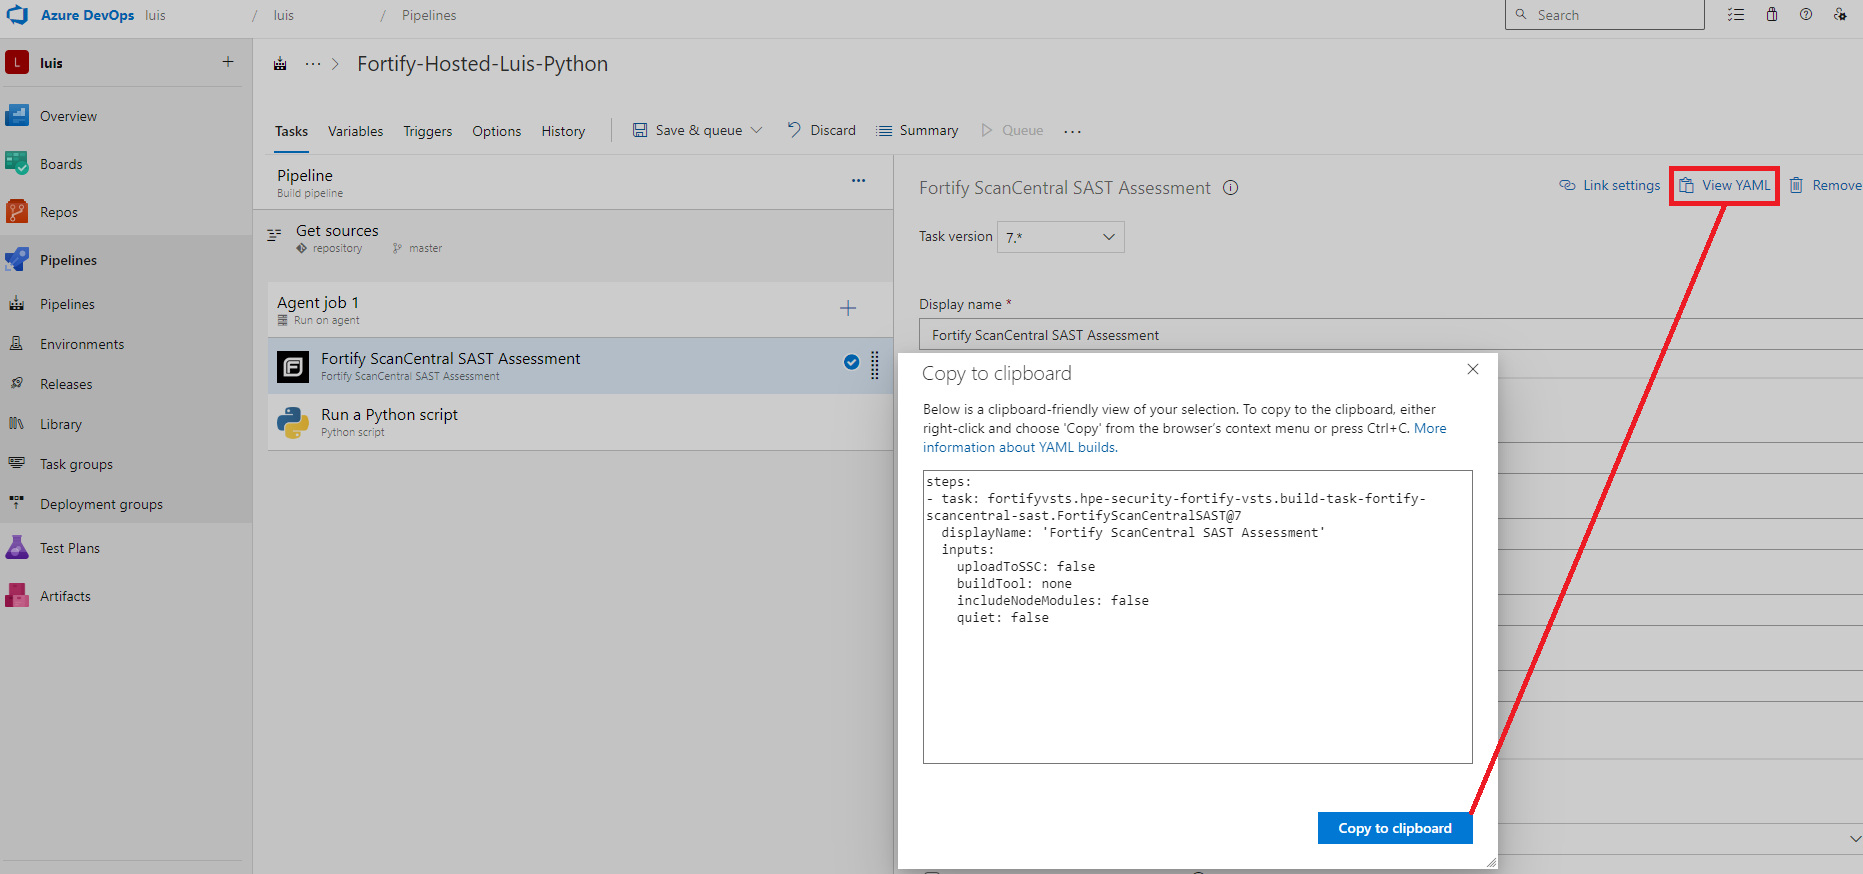 Azure DevOps luis / luis / Pipelines
Search
L luis +
Overview
Boards
Repos
Pipelines
Pipelines
Environments
Releases
Library
Task groups
Deployment groups
Test Plans
Artifacts
··· > Fortify-Hosted-Luis-Python
Tasks Variables Triggers Options History Save & queue Discard Summary Queue ···
Pipeline ···
Build pipeline
Get sources
repository master
Agent job 1
Run on agent
Fortify ScanCentral SAST Assessment
Fortify ScanCentral SAST Assessment
Run a Python script
Python script
Fortify ScanCentral SAST Assessment
Link settings View YAML Remove
Task version 7.*
Display name *
Fortify ScanCentral SAST Assessment
Copy to clipboard
Below is a clipboard-friendly view of your selection. To copy to the clipboard, either
right-click and choose 'Copy' from the browser's context menu or press Ctrl+C. More
information about YAML builds.
steps:
- task: fortifyvsts.hpe-security-fortify-vsts.build-task-fortify-
scancentral-sast.FortifyScanCentralSAST@7
displayName: 'Fortify ScanCentral SAST Assessment'
inputs:
uploadToSSC: false
buildTool: none
includeNodeModules: false
quiet: false
Copy to clipboard